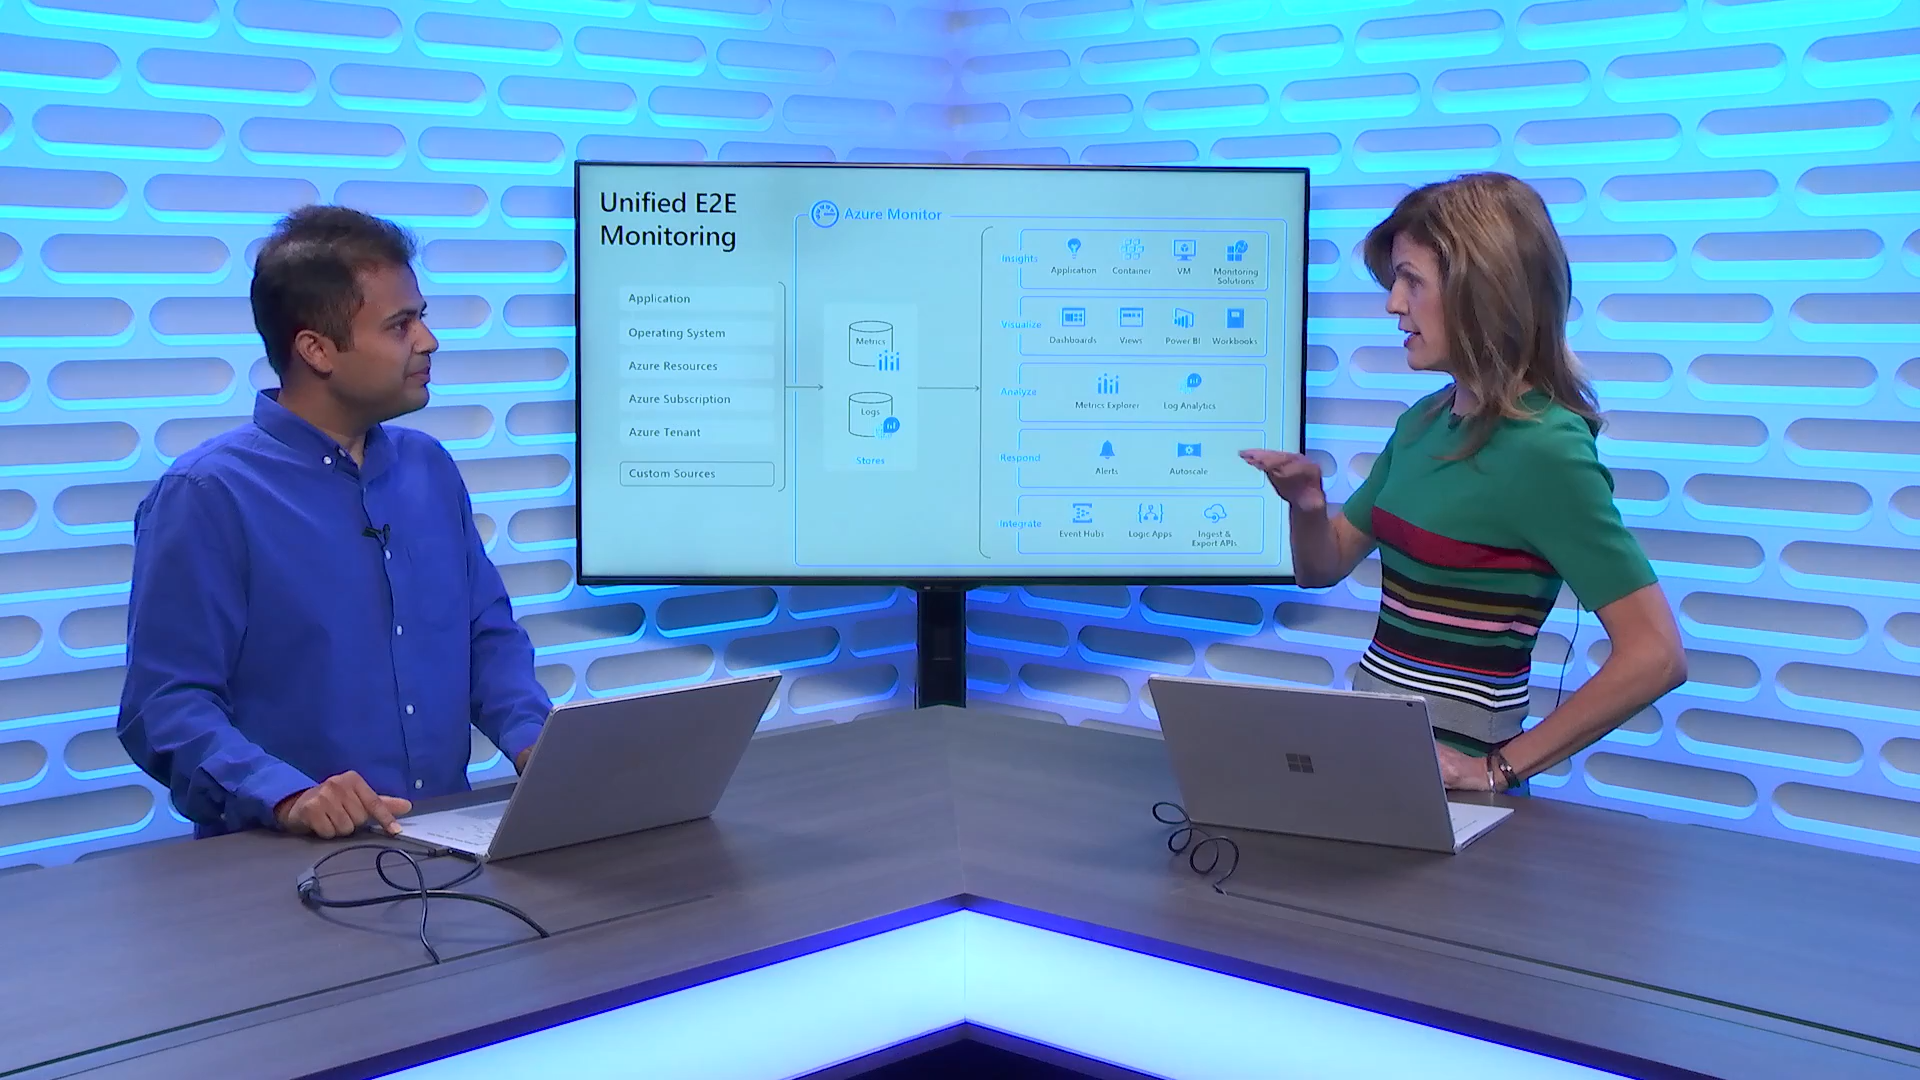 Unified E2E
Monitoring
Application
Operating System
Azure Resources
Azure Subscription
Azure Tenant
Custom Sources
Azure Monitor
Metrics
Logs
Stores
Insights
Application
Container
VM
Monitoring
Solutions
Visualize
Dashboards
Views
Power BI
Workbooks
Analyze
Metrics Explorer
Log Analytics
Respond
Alerts
Autoscale
Integrate
Event Hubs
Logic Apps
Ingest &
Export APIs